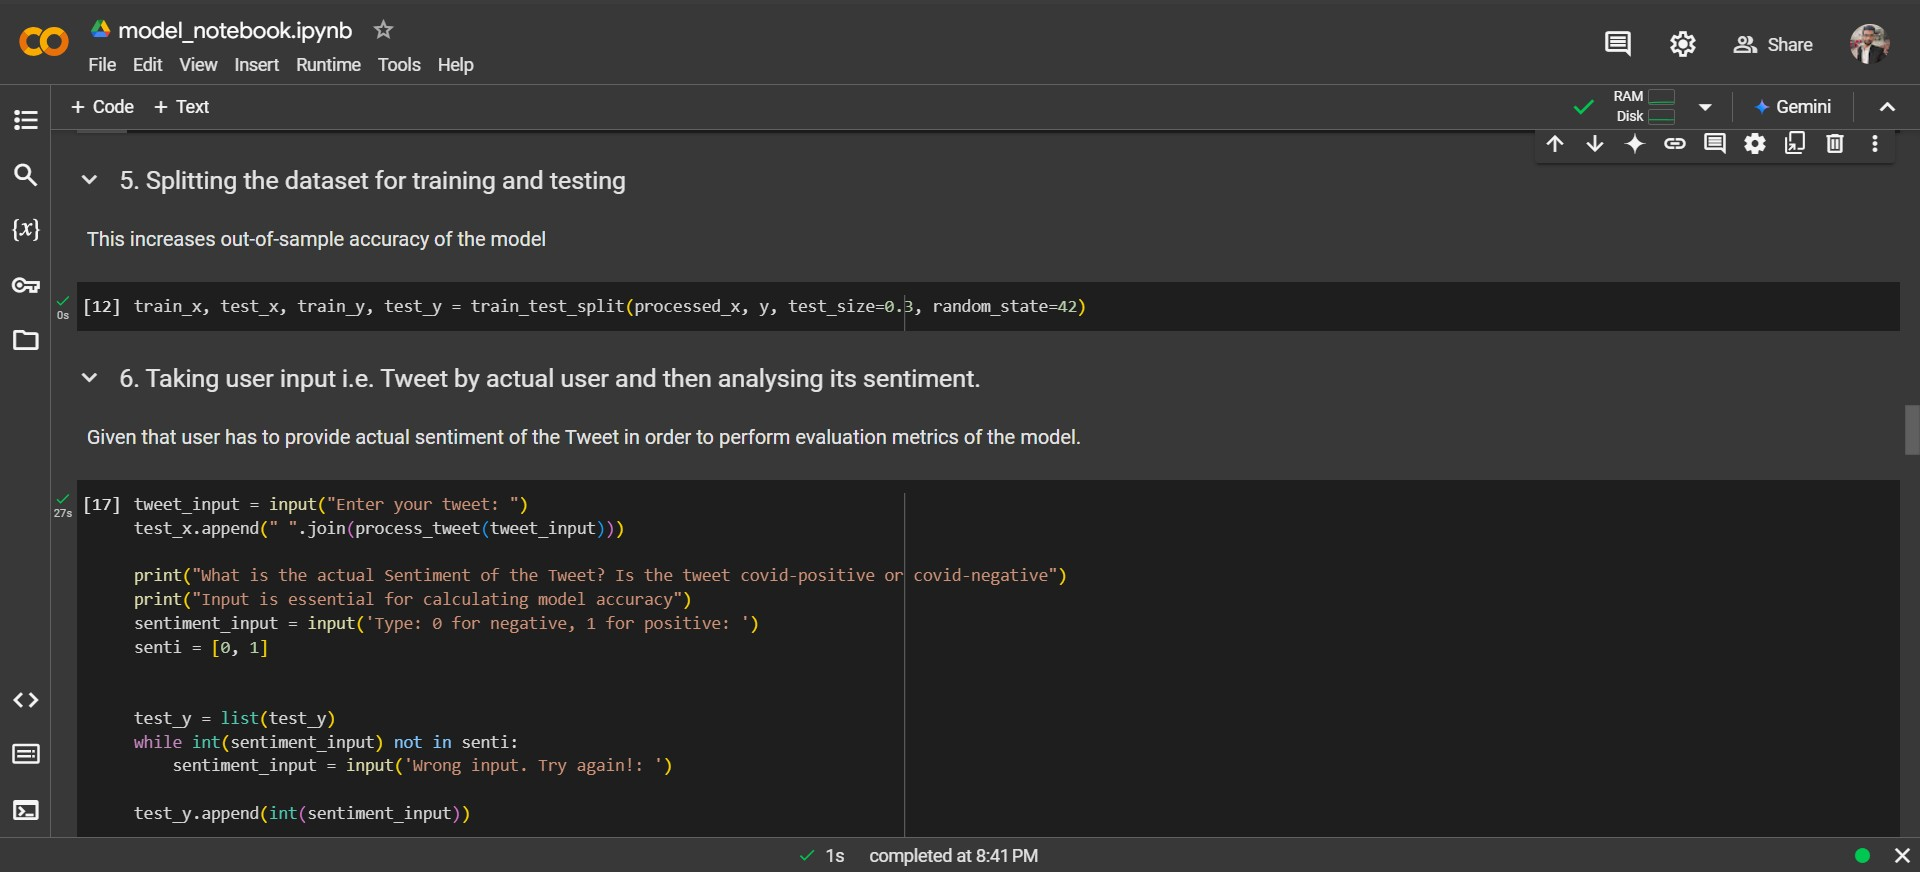 model_notebook.ipynb
File Edit View Insert Runtime Tools Help
Share
+ Code + Text
RAM
Disk
Gemini
5. Splitting the dataset for training and testing
This increases out-of-sample accuracy of the model
{x}
0s
[12] train_x, test_x, train_y, test_y = train_test_split(processed_x, y, test_size=0.3, random_state=42)
6. Taking user input i.e. Tweet by actual user and then analysing its sentiment.
Given that user has to provide actual sentiment of the Tweet in order to perform evaluation metrics of the model.
27s
[17] tweet_input = input("Enter your tweet: ")
test_x.append(" ".join(process_tweet(tweet_input)))
print("What is the actual Sentiment of the Tweet? Is the tweet covid-positive or covid-negative")
print("Input is essential for calculating model accuracy")
sentiment_input = input('Type: 0 for negative, 1 for positive: ')
senti = [0, 1]
test_y = list(test_y)
while int(sentiment_input) not in senti:
    sentiment_input = input('Wrong input. Try again!: ')
test_y.append(int(sentiment_input))
1s completed at 8:41 PM